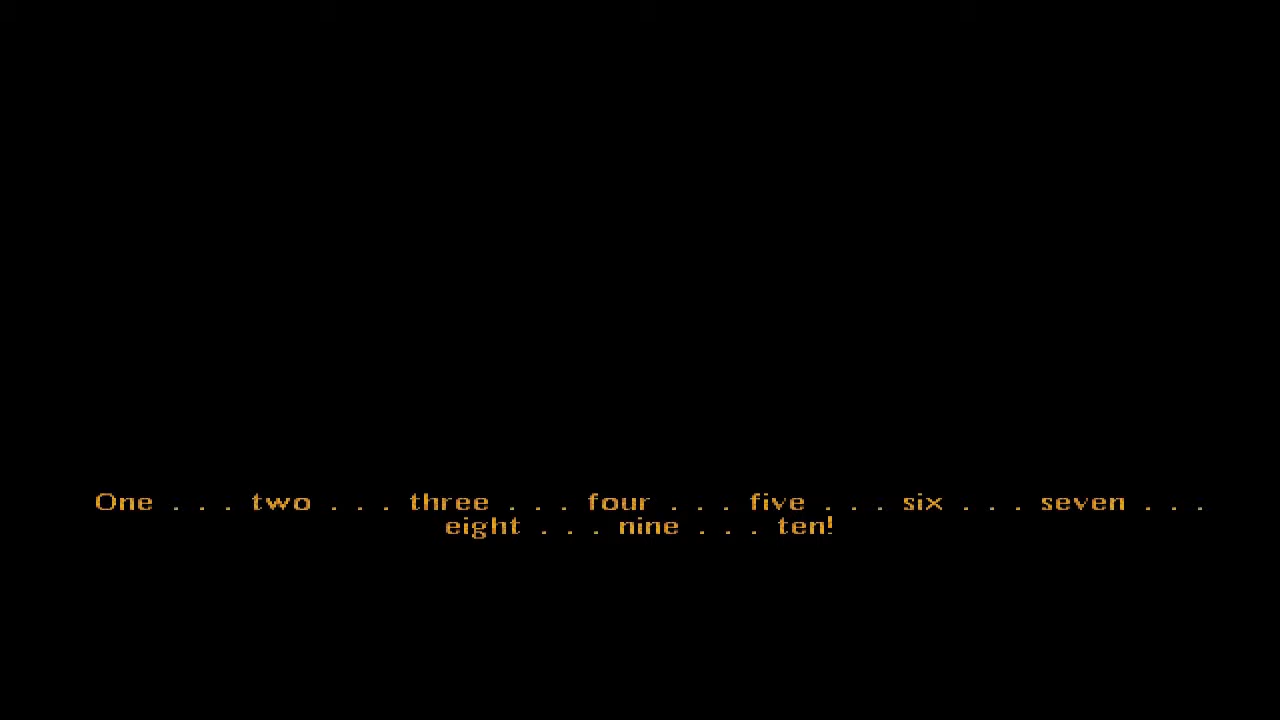 One . . . two . . . three . . . four . . . five . . . six . . . seven . . .
eight . . . nine . . . ten!